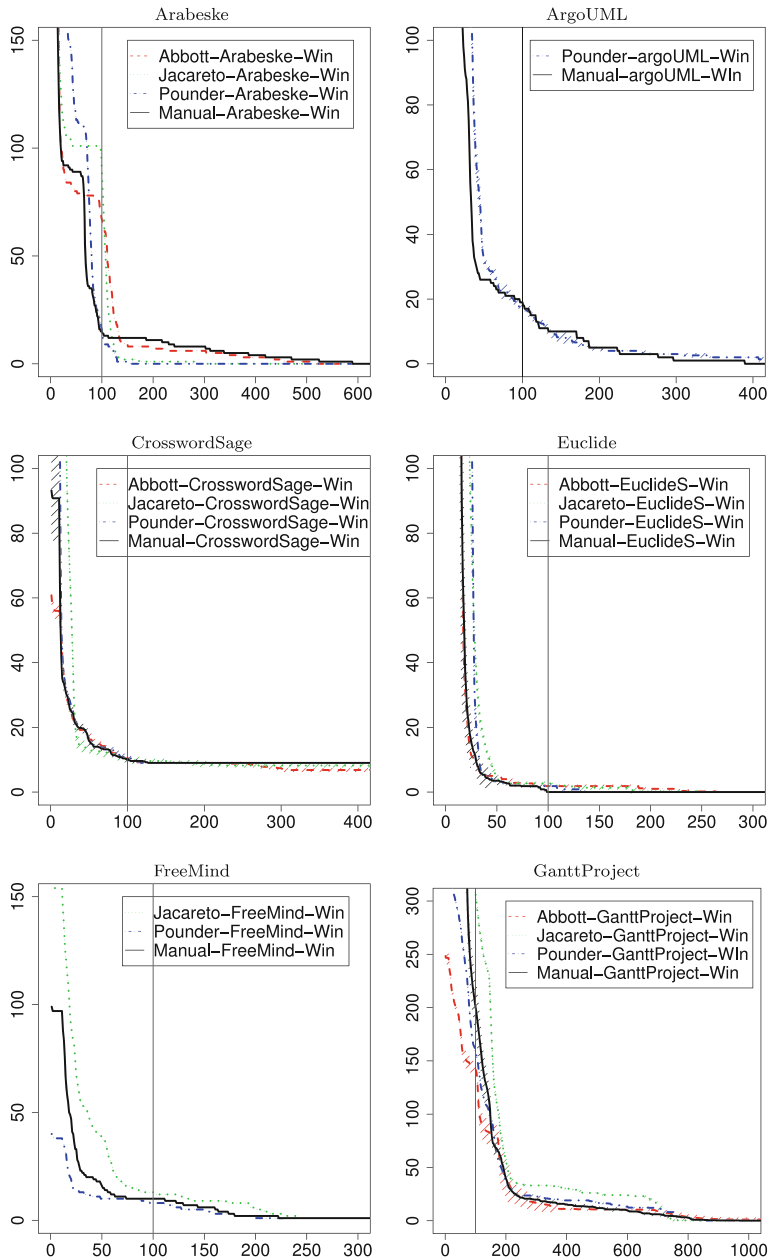 Arabeske
150
100
50
0
Abbott–Arabeske–Win
Jacareto–Arabeske–Win
Pounder–Arabeske–Win
Manual–Arabeske–Win
0 100 200 300 400 500 600
ArgoUML
100
80
60
40
20
0
Pounder–argoUML–Win
Manual–argoUML–WIn
0 100 200 300 400
CrosswordSage
100
80
60
40
20
0
Abbott–CrosswordSage–Win
Jacareto–CrosswordSage–Win
Pounder–CrosswordSage–Win
Manual–CrosswordSage–Win
0 100 200 300 400
Euclide
100
80
60
40
20
0
Abbott–EuclideS–Win
Jacareto–EuclideS–Win
Pounder–EuclideS–Win
Manual–EuclideS–Win
0 50 100 150 200 250 300
FreeMind
150
100
50
0
Jacareto–FreeMind–Win
Pounder–FreeMind–Win
Manual–FreeMind–Win
0 50 100 150 200 250 300
GanttProject
300
250
200
150
100
50
0
Abbott–GanttProject–Win
Jacareto–GanttProject–Win
Pounder–GanttProject–WIn
Manual–GanttProject–Win
0 200 400 600 800 1000